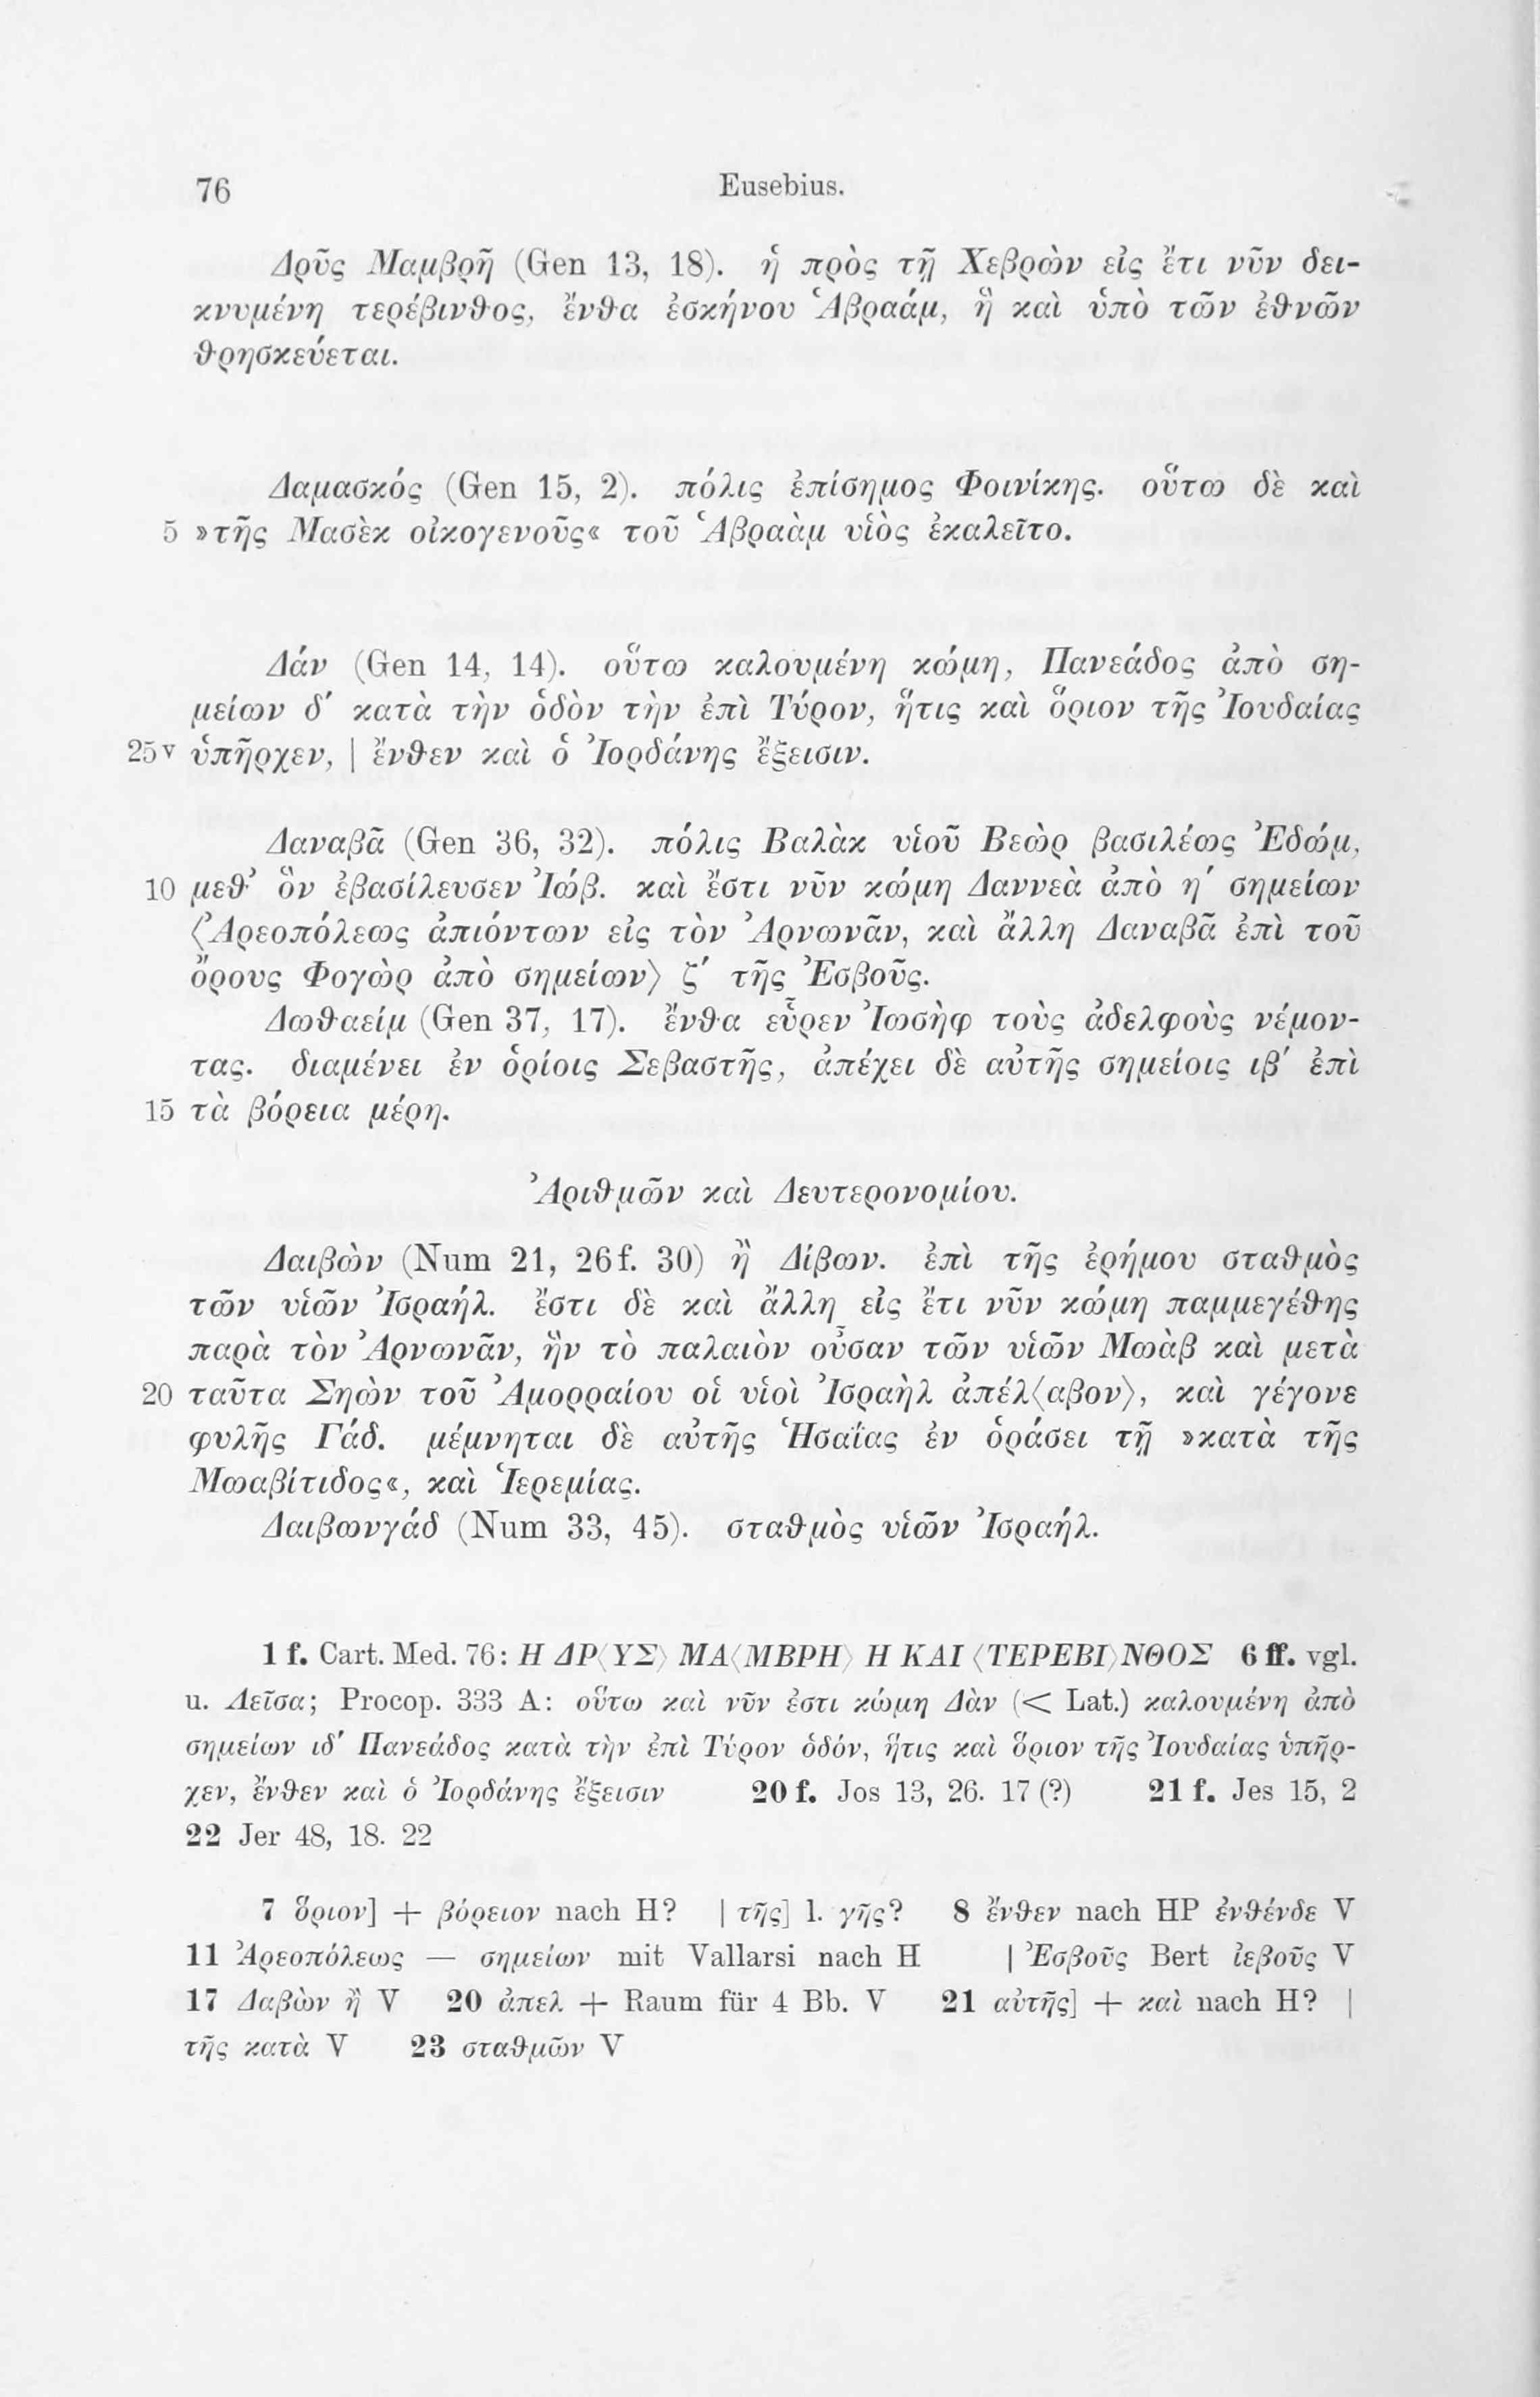 76 Eusebius.
Δρῦς Μαμβρῆ (Gen 13, 18). ἡ πρὸς τῇ Χεβρὼν εἰς ἔτι νῦν δει-
κνυμένη τερέβινθος, ἔνθα ἐσκήνου Ἁβραάμ, ἣ καὶ ὑπὸ τῶν ἐθνῶν
θρησκεύεται.
Δαμασκός (Gen 15, 2). πόλις ἐπίσημος Φοινίκης. οὕτω δὲ καὶ
5 »τῆς Μασὲκ οἰκογενοῦς« τοῦ Ἁβραὰμ υἱὸς ἐκαλεῖτο.
Δάν (Gen 14, 14). οὕτω καλουμένη κώμη, Πανεάδος ἀπὸ ση-
μείων δʹ κατὰ τὴν ὁδὸν τὴν ἐπὶ Τύρον, ἥτις καὶ ὅριον τῆς Ἰουδαίας
25v ὑπῆρχεν, | ἔνθεν καὶ ὁ Ἰορδάνης ἔξεισιν.
Δαναβᾶ (Gen 36, 32). πόλις Βαλὰκ υἱοῦ Βεὼρ βασιλέως Ἐδώμ,
10 μεθ’ ὃν ἐβασίλευσεν Ἰώβ. καὶ ἔστι νῦν κώμη Δαννεὰ ἀπὸ ηʹ σημείων
〈Ἀρεοπόλεως ἀπιόντων εἰς τὸν Ἀρνωνᾶν, καὶ ἄλλη Δαναβᾶ ἐπὶ τοῦ
ὄρους Φογὼρ ἀπὸ σημείων〉 ζʹ τῆς Ἐσβοῦς.
Δωθαείμ (Gen 37, 17). ἔνθα εὗρεν Ἰωσὴφ τοὺς ἀδελφοὺς νέμον-
τας. διαμένει ἐν ὁρίοις Σεβαστῆς, ἀπέχει δὲ αὐτῆς σημείοις ιβʹ ἐπὶ
15 τὰ βόρεια μέρη.
Ἀριθμῶν καὶ Δευτερονομίου.
Δαιβὼν (Num 21, 26f. 30) ἢ Δίβων. ἐπὶ τῆς ἐρήμου σταθμὸς
τῶν υἱῶν Ἰσραήλ. ἔστι δὲ καὶ ἄλλη εἰς ἔτι νῦν κώμη παμμεγέθης
παρὰ τὸν Ἀρνωνᾶν, ἣν τὸ παλαιὸν οὖσαν τῶν υἱῶν Μωὰβ καὶ μετὰ
20 ταῦτα Σηὼν τοῦ Ἀμορραίου οἱ υἱοὶ Ἰσραὴλ ἀπέλ〈αβον〉, καὶ γέγονε
φυλῆς Γάδ. μέμνηται δὲ αὐτῆς Ἡσαΐας ἐν ὁράσει τῇ »κατὰ τῆς
Μωαβίτιδος«, καὶ Ἱερεμίας.
Δαιβωνγάδ (Num 33, 45). σταθμὸς υἱῶν Ἰσραήλ.
1 f. Cart. Med. 76: Η ΔΡ〈ΥΣ〉 ΜΑ〈ΜΒΡΗ〉 Η ΚΑΙ 〈ΤΕΡΕΒΙ〉ΝΘΟΣ 6 ff. vgl.
u. Λεῖσα; Procop. 333 A: οὕτω καὶ νῦν ἐστι κώμη Δὰν (< Lat.) καλουμένη ἀπὸ
σημείων ιδʹ Πανεάδος κατὰ τὴν ἐπὶ Τύρον ὁδόν, ἥτις καὶ ὅριον τῆς Ἰουδαίας ὑπῆρ-
χεν, ἔνθεν καὶ ὁ Ἰορδάνης ἔξεισιν 20 f. Jos 13, 26. 17 (?) 21 f. Jes 15, 2
22 Jer 48, 18. 22
7 ὅριον] + βόρειον nach H? | τῆς] l. γῆς? 8 ἔνθεν nach HP ἐνθένδε V
11 Ἀρεοπόλεως — σημείων mit Vallarsi nach H | Ἐσβοῦς Bert ἰεβοῦς V
17 Δαβὼν ἢ V 20 ἀπελ + Raum für 4 Bb. V 21 αὐτῆς] + καὶ nach H? |
τῆς κατὰ V 23 σταθμῶν V